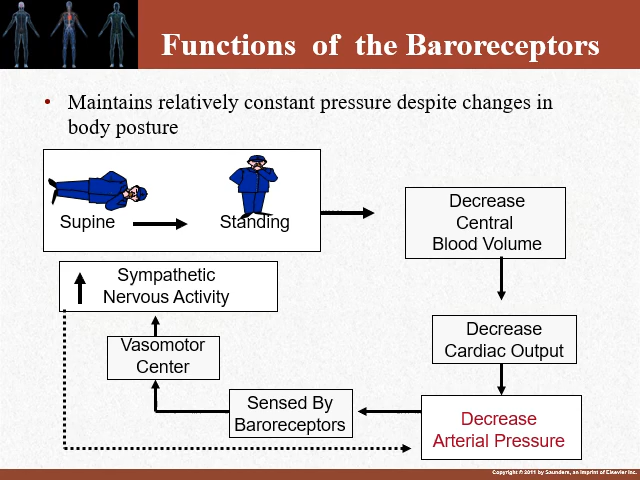 Functions of the Baroreceptors
• Maintains relatively constant pressure despite changes in
body posture
Supine
Standing
Decrease
Central
Blood Volume
Sympathetic
Nervous Activity
Decrease
Cardiac Output
Vasomotor
Center
Sensed By
Baroreceptors
Decrease
Arterial Pressure
Copyright © 2011 by Saunders, an imprint of Elsevier Inc.